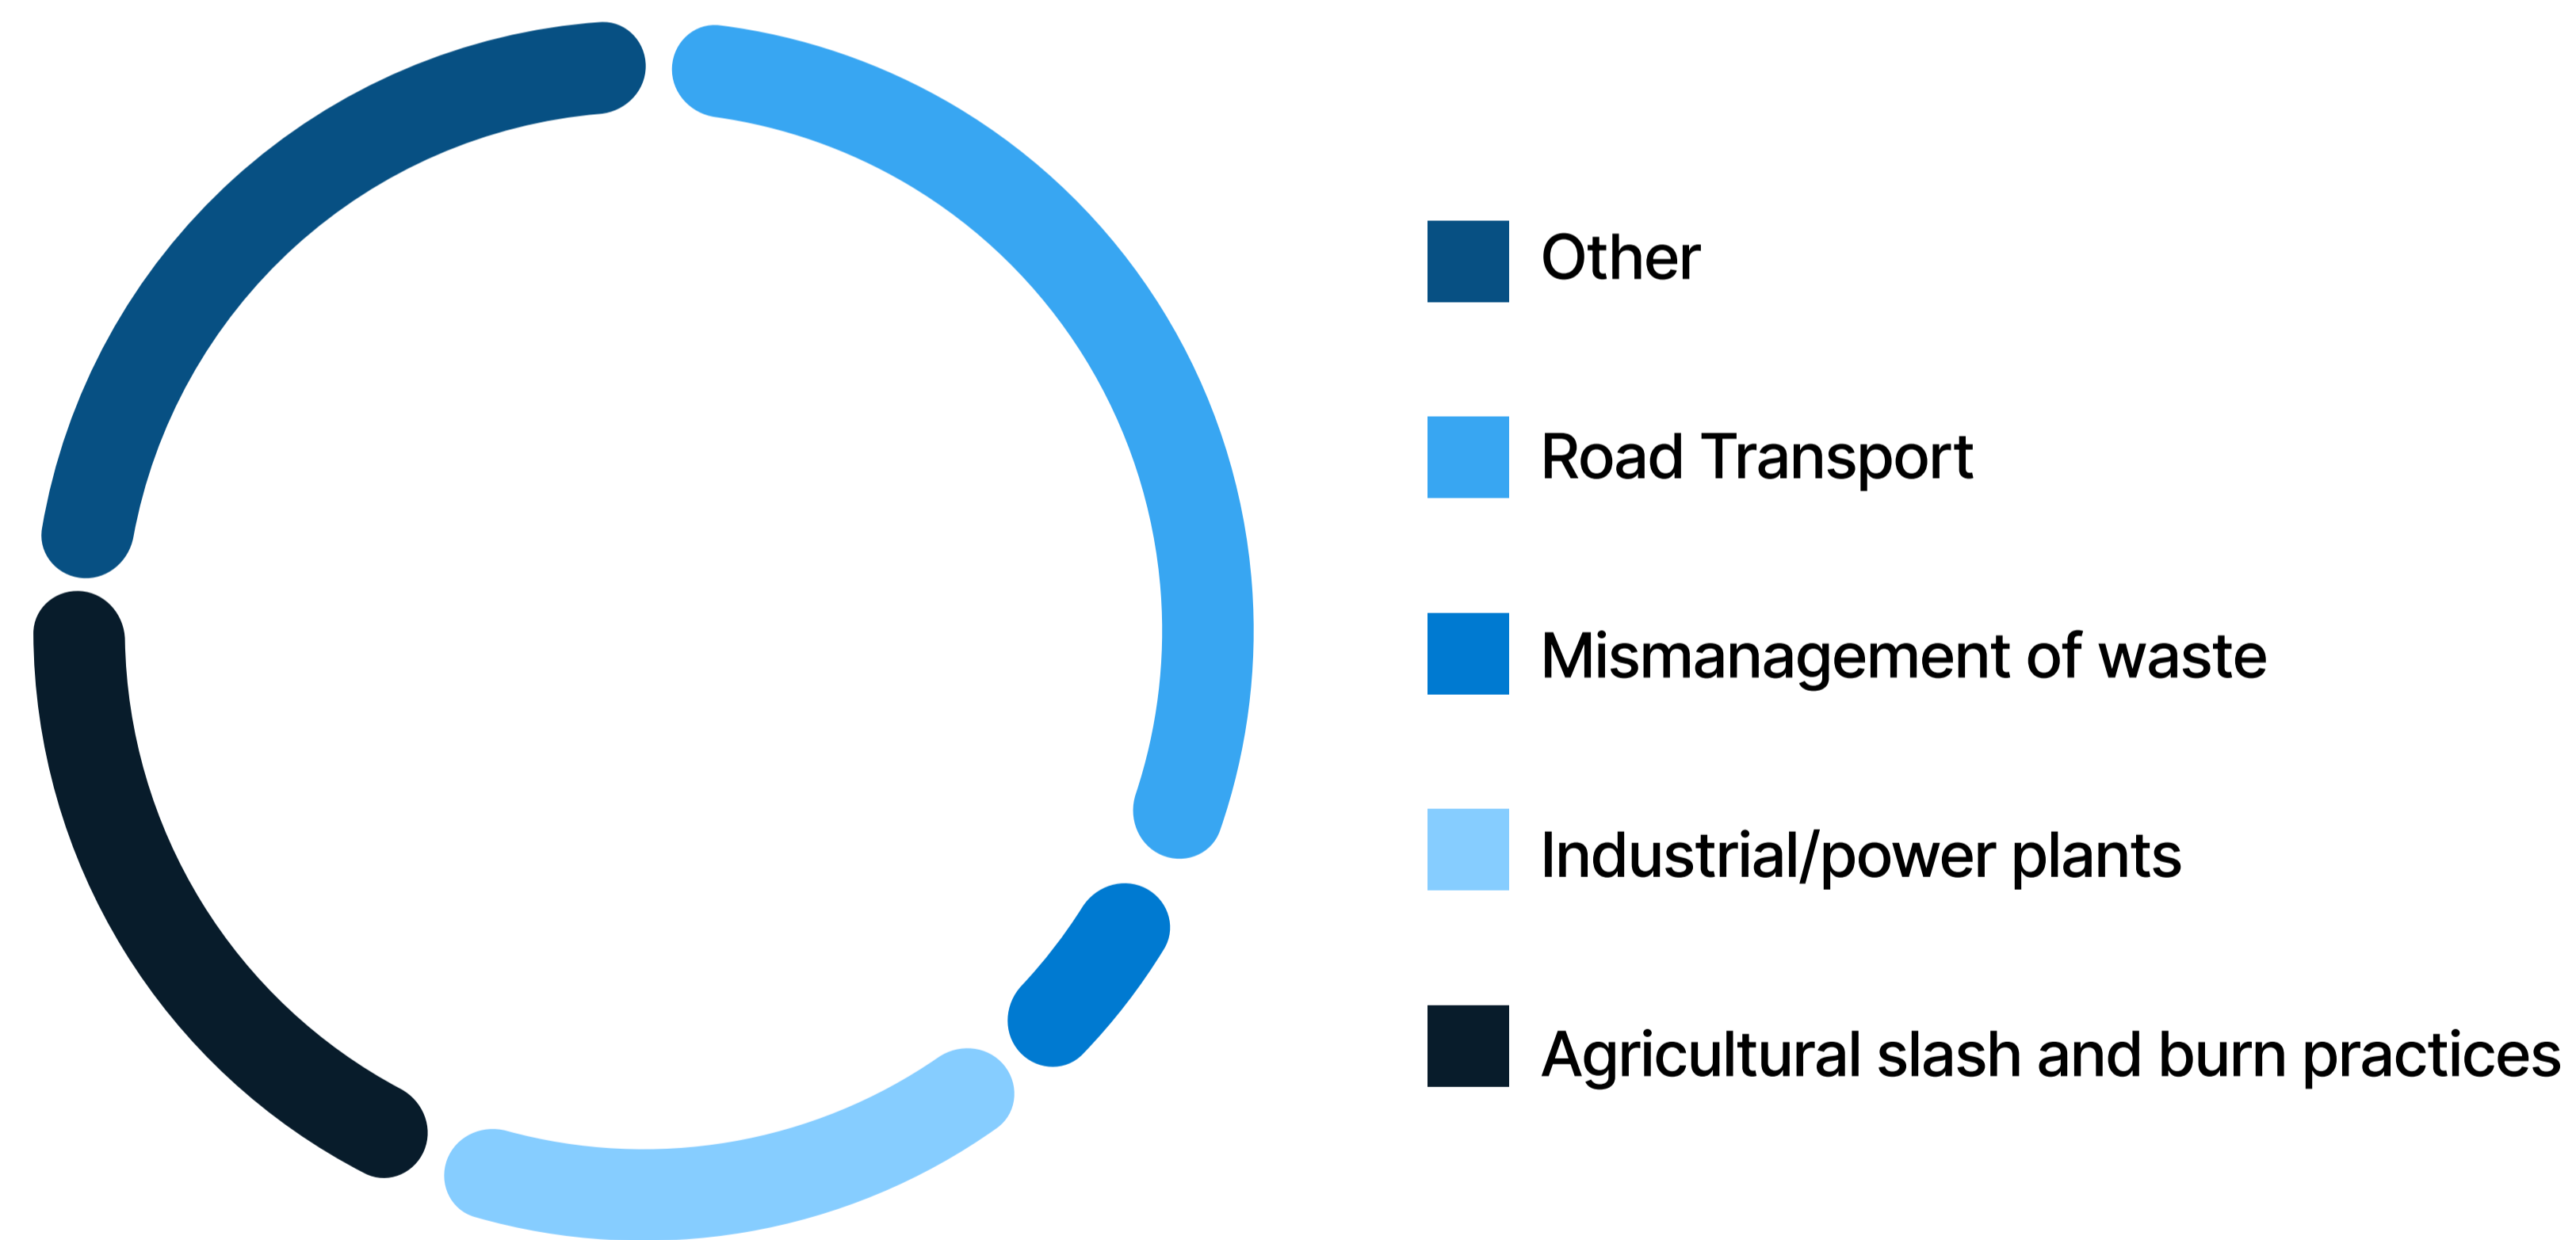 Other
Road Transport
Mismanagement of waste
Industrial/power plants
Agricultural slash and burn practices